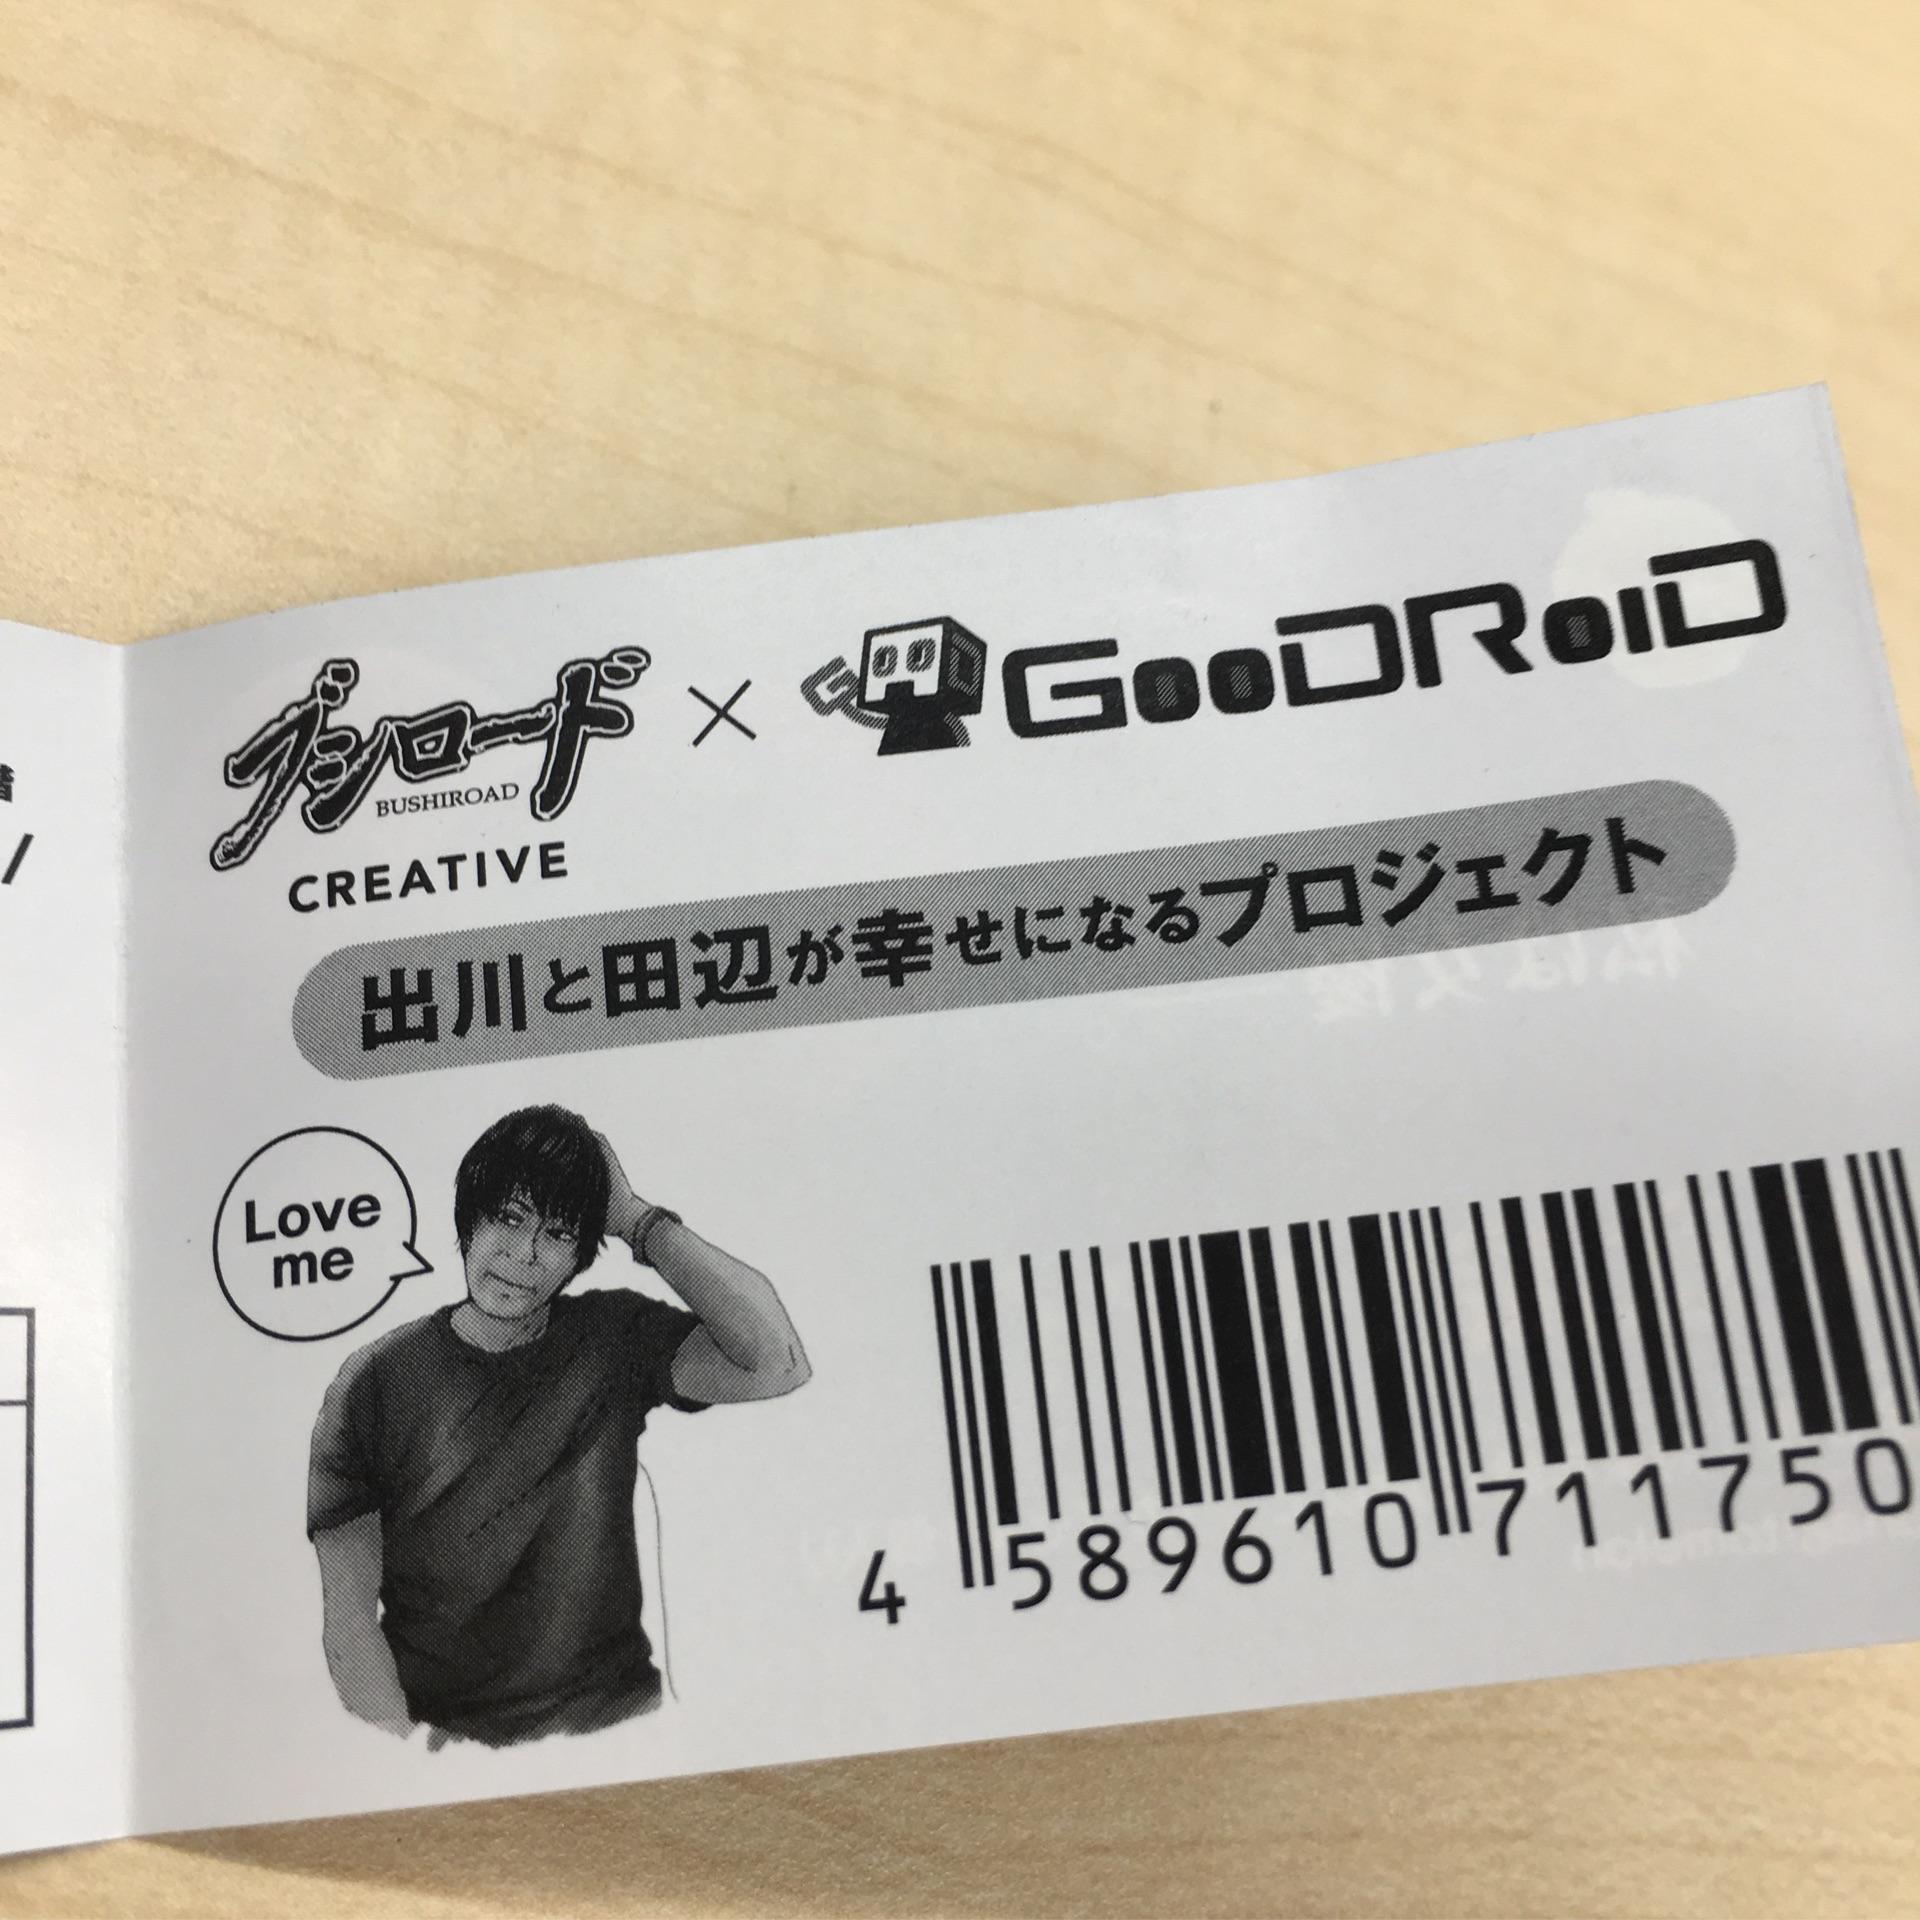 ブシロード
BUSHIROAD
CREATIVE
×
GOODROID
出川と田辺が幸せになるプロジェクト
Love
me
4 589610 711750